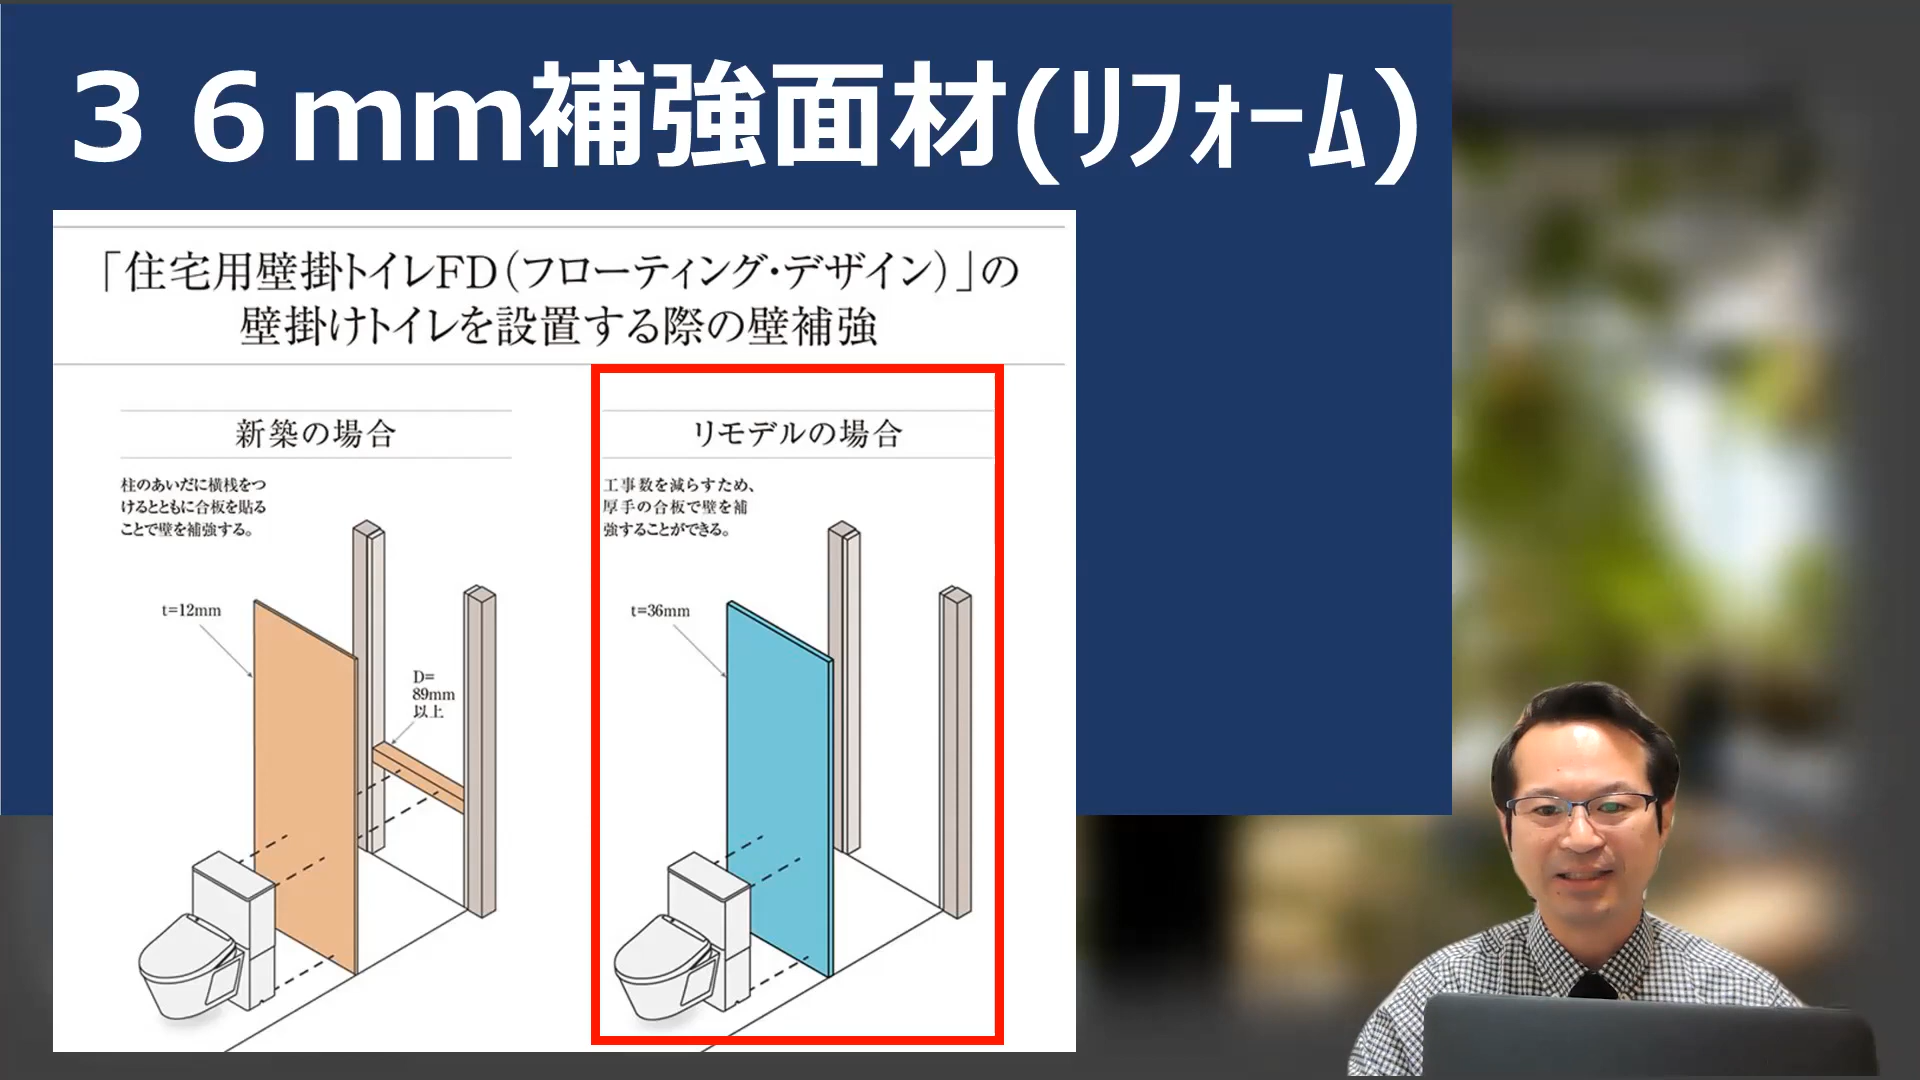 ３６mm補強面材(ﾘﾌｫｰﾑ)
「住宅用壁掛トイレFD（フローティング・デザイン）」の
壁掛けトイレを設置する際の壁補強
新築の場合
柱のあいだに横桟をつ
けるとともに合板を貼る
ことで壁を補強する。
t=12mm
D=
89mm
以上
リモデルの場合
工事数を減らすため、
厚手の合板で壁を補
強することができる。
t=36mm